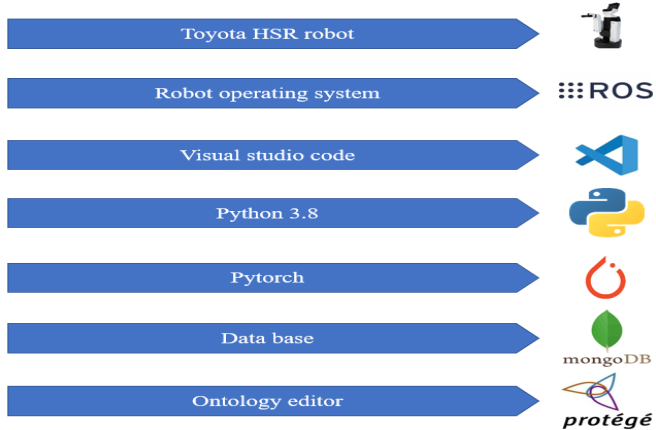 Toyota HSR robot
Robot operating system
ROS
Visual studio code
Python 3.8
Pytorch
Data base
mongoDB
Ontology editor
protégé